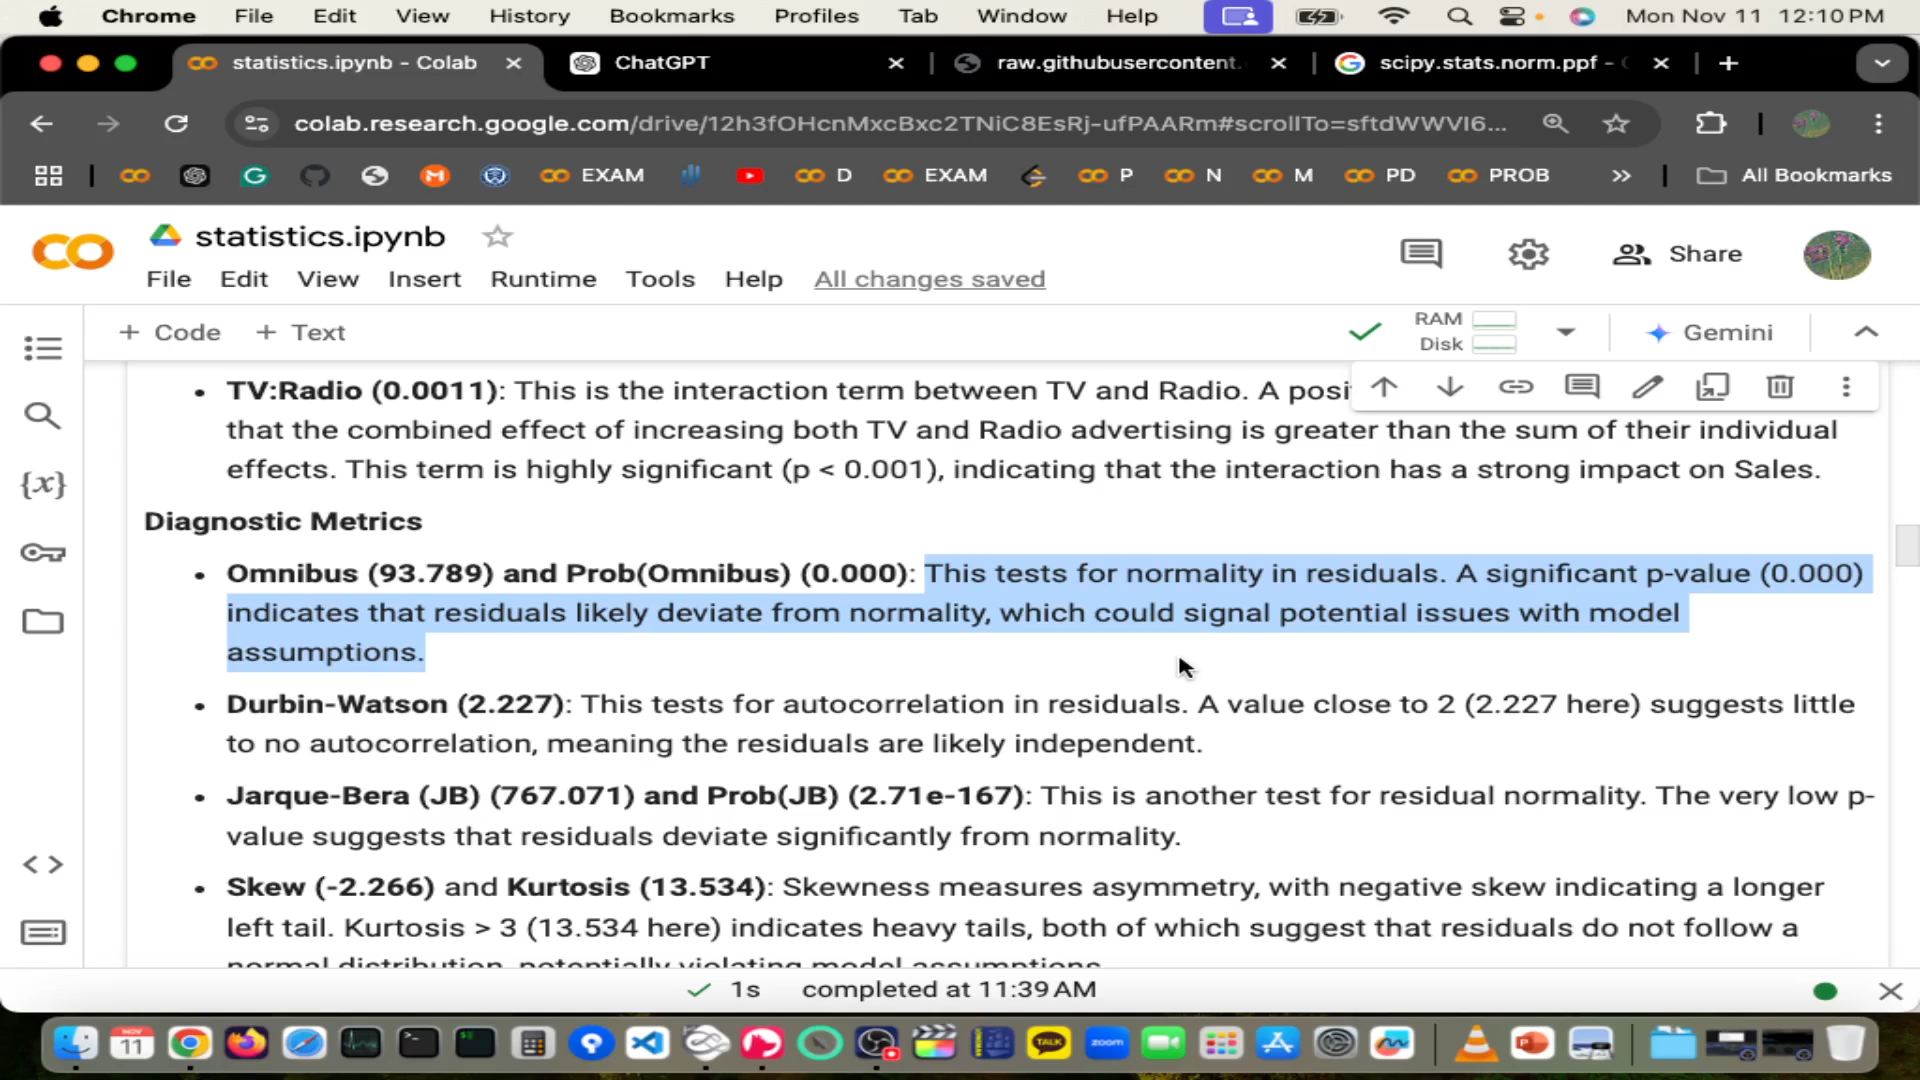 Chrome File Edit View History Bookmarks Profiles Tab Window Help Mon Nov 11 12:10 PM
statistics.ipynb - Colab ChatGPT raw.githubusercontent. scipy.stats.norm.ppf -
colab.research.google.com/drive/12h3fOHcnMxcBxc2TNiC8EsRj-ufPAARm#scrollTo=sftdWWVI6...
EXAM D EXAM P N M PD PROB All Bookmarks
statistics.ipynb
Share
File Edit View Insert Runtime Tools Help All changes saved
+ Code + Text RAM Disk Gemini
TV:Radio (0.0011): This is the interaction term between TV and Radio. A posi
that the combined effect of increasing both TV and Radio advertising is greater than the sum of their individual
effects. This term is highly significant (p < 0.001), indicating that the interaction has a strong impact on Sales.
Diagnostic Metrics
• Omnibus (93.789) and Prob(Omnibus) (0.000): This tests for normality in residuals. A significant p-value (0.000)
indicates that residuals likely deviate from normality, which could signal potential issues with model
assumptions.
• Durbin-Watson (2.227): This tests for autocorrelation in residuals. A value close to 2 (2.227 here) suggests little
to no autocorrelation, meaning the residuals are likely independent.
• Jarque-Bera (JB) (767.071) and Prob(JB) (2.71e-167): This is another test for residual normality. The very low p-
value suggests that residuals deviate significantly from normality.
• Skew (-2.266) and Kurtosis (13.534): Skewness measures asymmetry, with negative skew indicating a longer
left tail. Kurtosis > 3 (13.534 here) indicates heavy tails, both of which suggest that residuals do not follow a
normal distribution, potentially violating model assumptions.
1s completed at 11:39 AM
NOV 11 TALK zoom